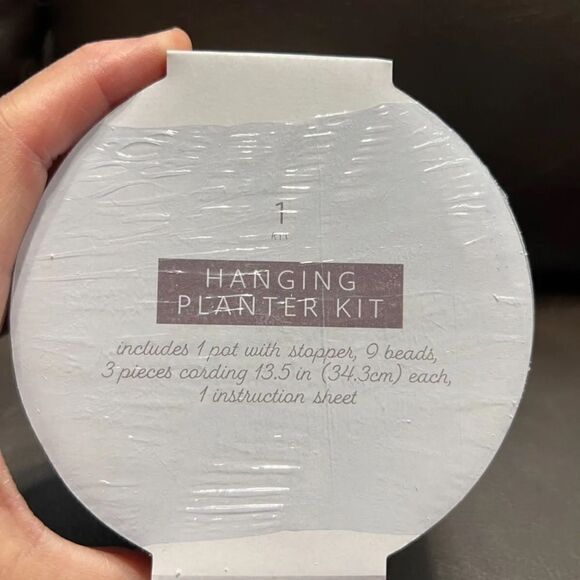 1
KIT
HANGING
PLANTER KIT
includes 1 pot with stopper, 9 beads,
3 pieces cording 13.5 in (34.3cm) each,
1 instruction sheet